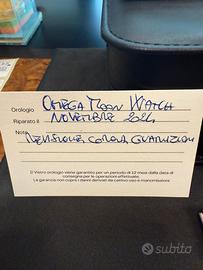 Orologio OMEGA MOON WATCH
Riparato il NOVEMBRE 2024
Note
REVISIONE, CORONA, GUARNIZIONI
Il Vostro orologio viene garantito per un periodo di 12 mesi dalla data di
consegna per le operazioni effettuate.
La garanzia non copre i danni derivati da cattivo uso e manomissioni.
subito